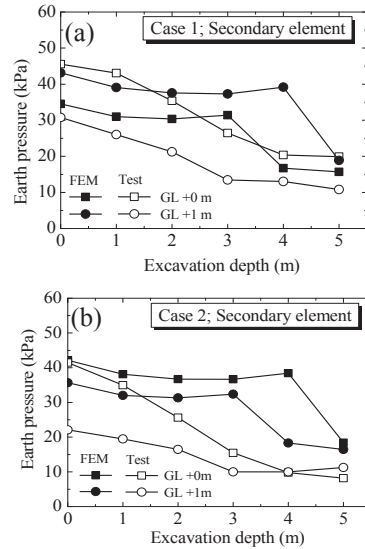 (a)
Case 1; Secondary element
Earth pressure (kPa)
60
50
40
30
20
10
0
FEM Test
GL +0 m
GL +1 m
0 1 2 3 4 5
Excavation depth (m)
(b)
Case 2; Secondary element
Earth pressure (kPa)
60
50
40
30
20
10
0
FEM Test
GL +0m
GL +1m
0 1 2 3 4 5
Excavation depth (m)